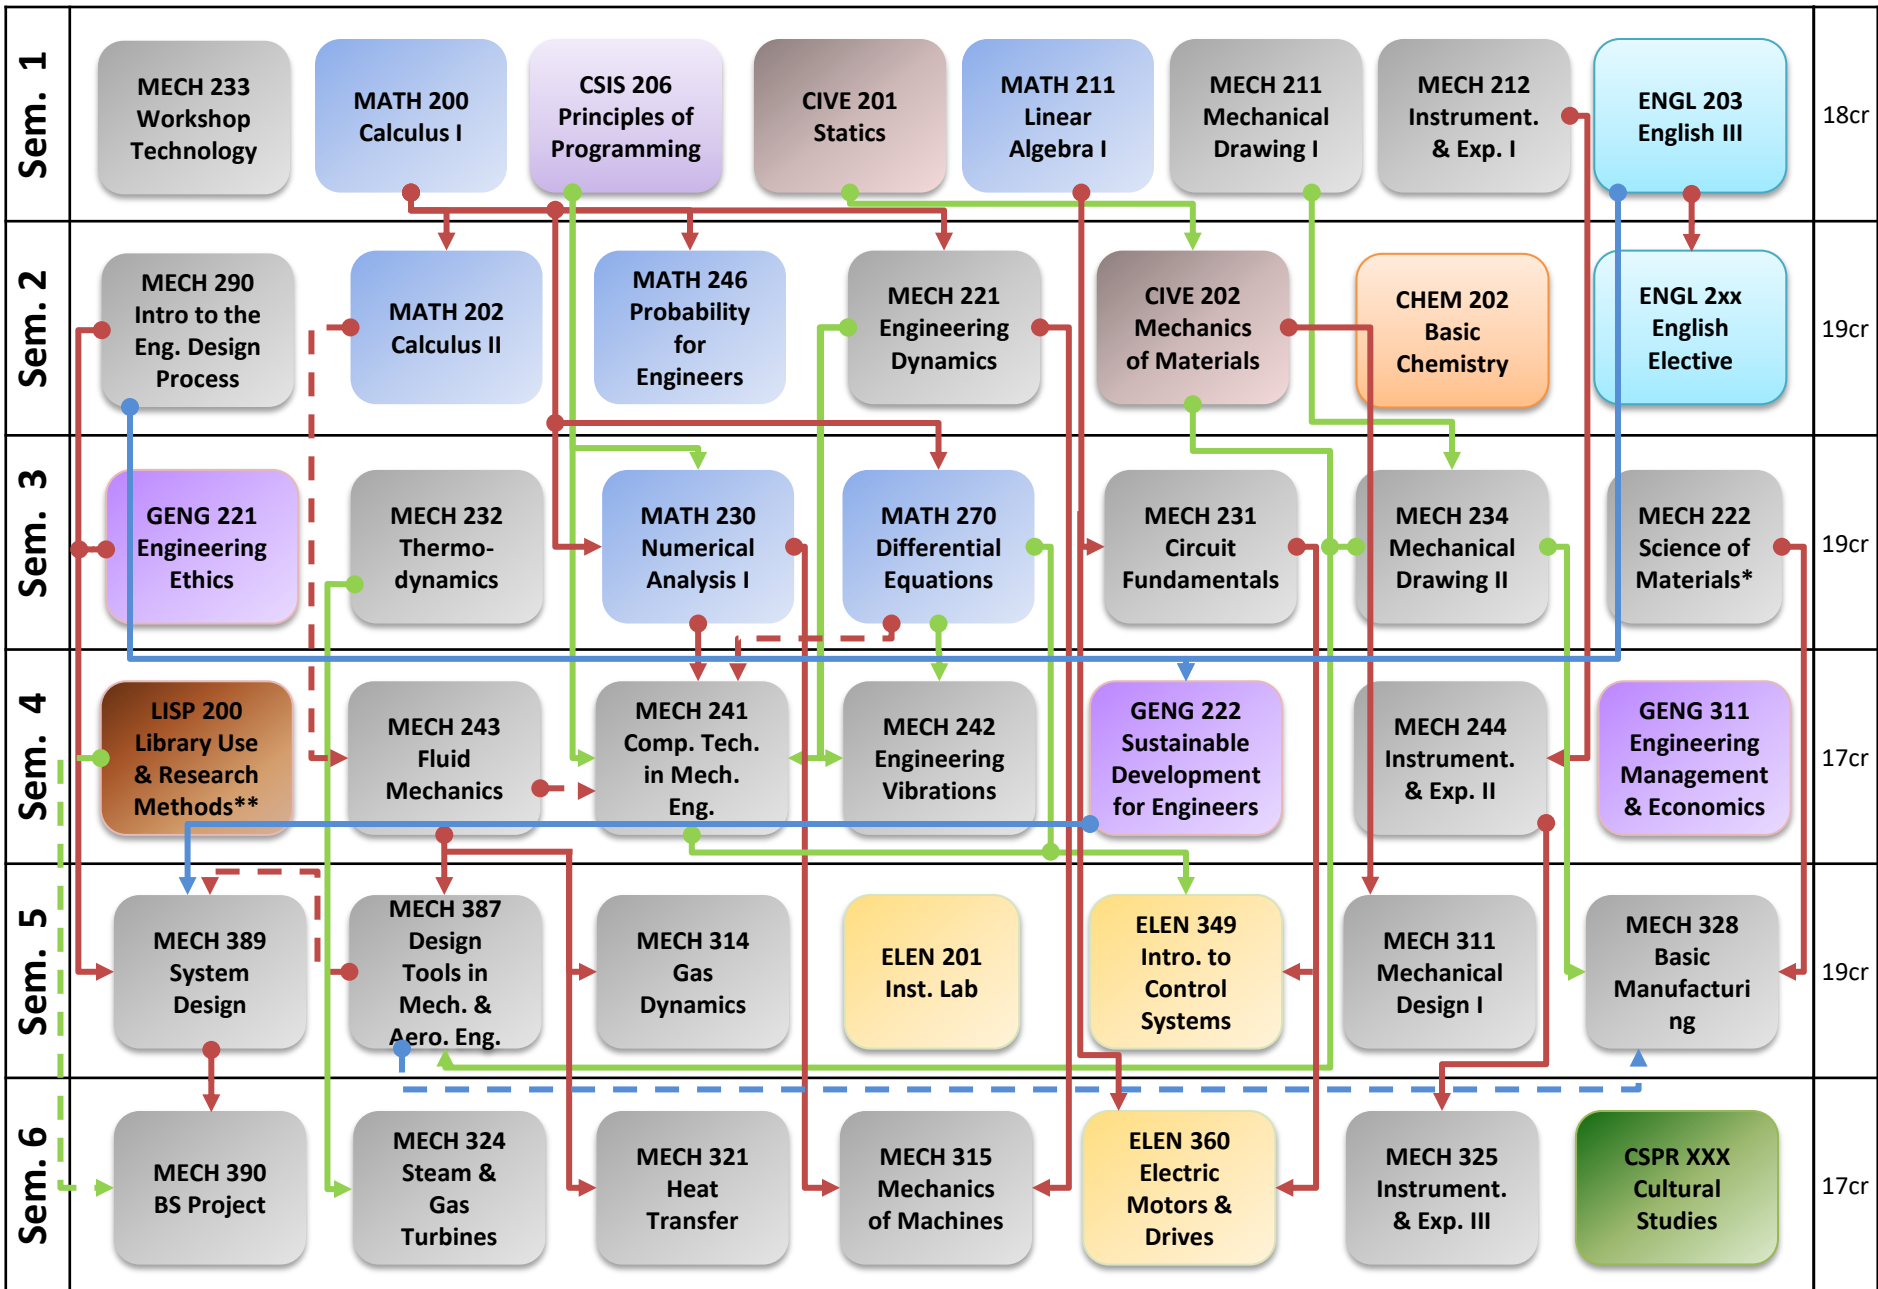 Sem. 1
MECH 233
Workshop
Technology
MATH 200
Calculus I
CSIS 206
Principles of
Programming
CIVE 201
Statics
MATH 211
Linear
Algebra I
MECH 211
Mechanical
Drawing I
MECH 212
Instrument.
& Exp. I
ENGL 203
English III
18cr
Sem. 2
MECH 290
Intro to the
Eng. Design
Process
MATH 202
Calculus II
MATH 246
Probability
for
Engineers
MECH 221
Engineering
Dynamics
CIVE 202
Mechanics
of Materials
CHEM 202
Basic
Chemistry
ENGL 2xx
English
Elective
19cr
Sem. 3
GENG 221
Engineering
Ethics
MECH 232
Thermo-
dynamics
MATH 230
Numerical
Analysis I
MATH 270
Differential
Equations
MECH 231
Circuit
Fundamentals
MECH 234
Mechanical
Drawing II
MECH 222
Science of
Materials*
19cr
Sem. 4
LISP 200
Library Use
& Research
Methods**
MECH 243
Fluid
Mechanics
MECH 241
Comp. Tech.
in Mech.
Eng.
MECH 242
Engineering
Vibrations
GENG 222
Sustainable
Development
for Engineers
MECH 244
Instrument.
& Exp. II
GENG 311
Engineering
Management
& Economics
17cr
Sem. 5
MECH 389
System
Design
MECH 387
Design
Tools in
Mech. &
Aero. Eng.
MECH 314
Gas
Dynamics
ELEN 201
Inst. Lab
ELEN 349
Intro. to
Control
Systems
MECH 311
Mechanical
Design I
MECH 328
Basic
Manufacturi
ng
19cr
Sem. 6
MECH 390
BS Project
MECH 324
Steam &
Gas
Turbines
MECH 321
Heat
Transfer
MECH 315
Mechanics
of Machines
ELEN 360
Electric
Motors &
Drives
MECH 325
Instrument.
& Exp. III
CSPR XXX
Cultural
Studies
17cr